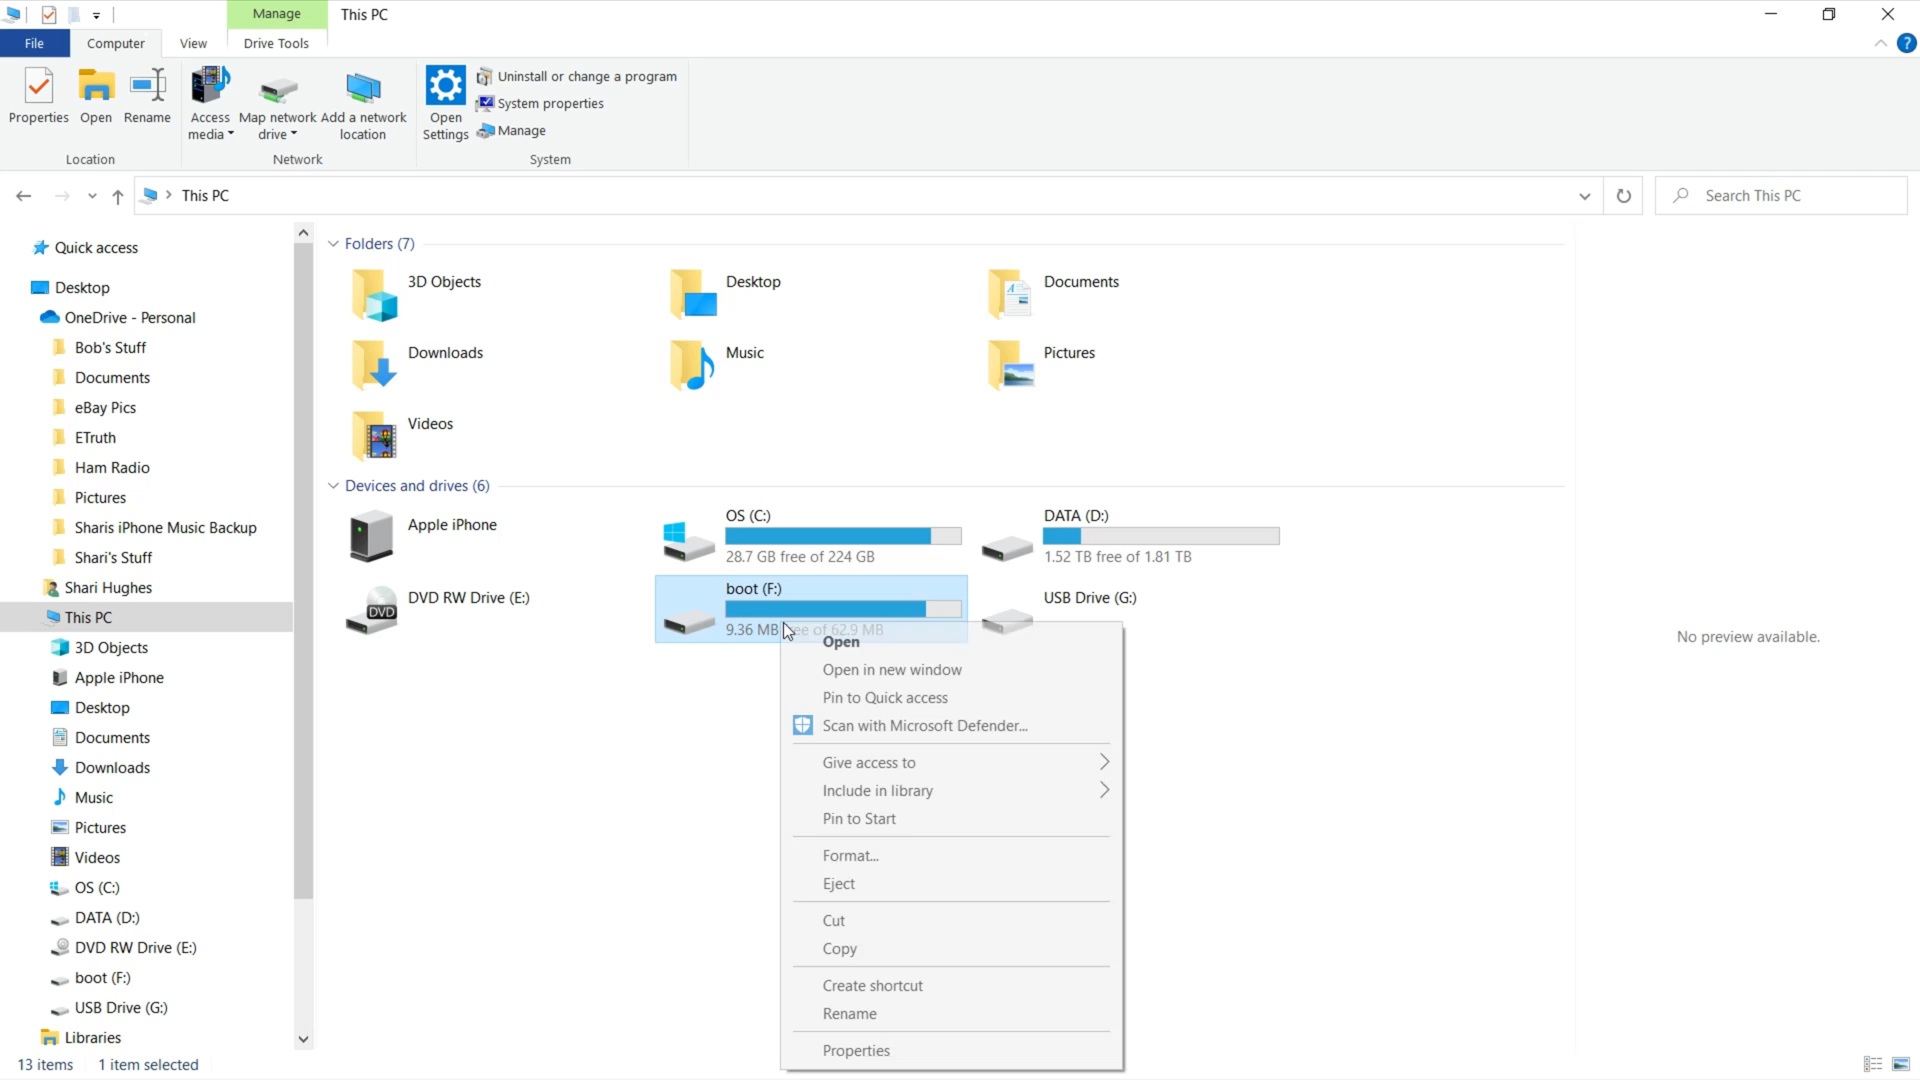 Manage
This PC
File
Computer
View
Drive Tools
Properties
Open
Rename
Access media
Map network drive
Add a network location
Open Settings
Uninstall or change a program
System properties
Manage
Location
Network
System
This PC
Search This PC
Quick access
Desktop
OneDrive - Personal
Bob's Stuff
Documents
eBay Pics
ETruth
Ham Radio
Pictures
Sharis iPhone Music Backup
Shari's Stuff
Shari Hughes
This PC
3D Objects
Apple iPhone
Desktop
Documents
Downloads
Music
Pictures
Videos
OS (C:)
DATA (D:)
DVD RW Drive (E:)
boot (F:)
USB Drive (G:)
Libraries
Folders (7)
3D Objects
Desktop
Documents
Downloads
Music
Pictures
Videos
Devices and drives (6)
Apple iPhone
OS (C:)
28.7 GB free of 224 GB
DATA (D:)
1.52 TB free of 1.81 TB
DVD RW Drive (E:)
DVD
boot (F:)
9.36 MB free of 62.9 MB
USB Drive (G:)
Open
Open in new window
Pin to Quick access
Scan with Microsoft Defender...
Give access to
Include in library
Pin to Start
Format...
Eject
Cut
Copy
Create shortcut
Rename
Properties
No preview available.
13 items
1 item selected